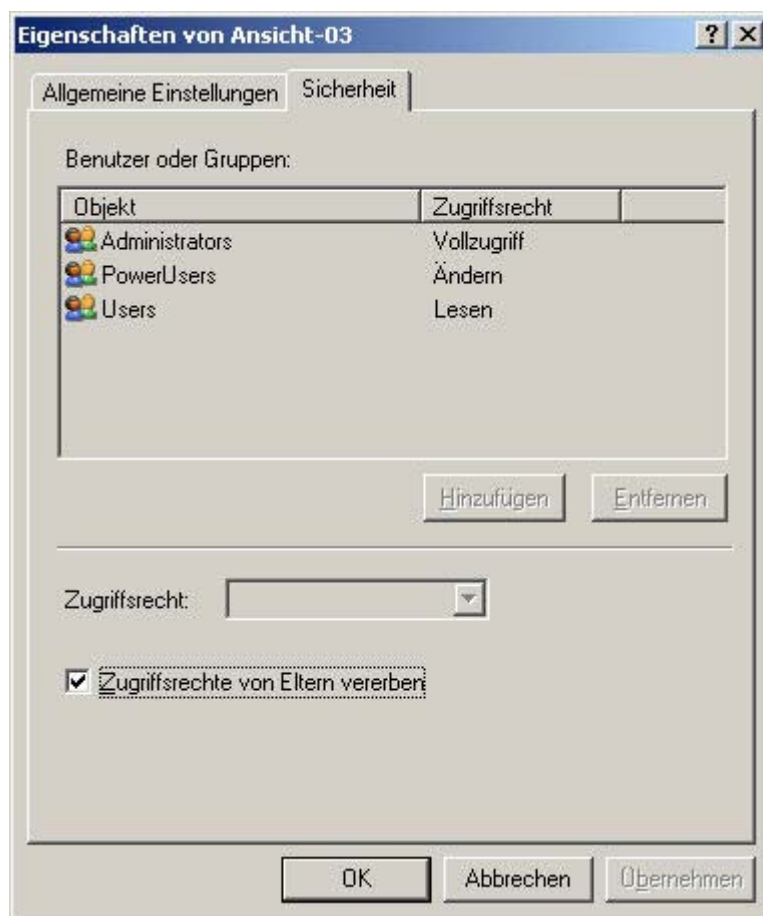 Eigenschaften von Ansicht-03
Allgemeine Einstellungen Sicherheit
Benutzer oder Gruppen:
Objekt Zugriffsrecht
Administrators Vollzugriff
PowerUsers Ändern
Users Lesen
Hinzufügen Entfernen
Zugriffsrecht:
Zugriffsrechte von Eltern vererben
OK Abbrechen Übernehmen